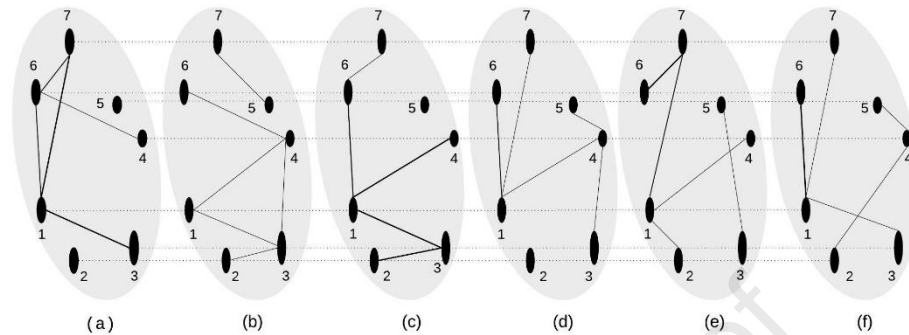 7 7 7 7 7 7
6 6 6 6 6 6
5 5 5 5 5 5
4 4 4 4 4 4
1 1 1 1 1 1
2 3 2 3 2 3 2 3 2 3 2 3
(a) (b) (c) (d) (e) (f)